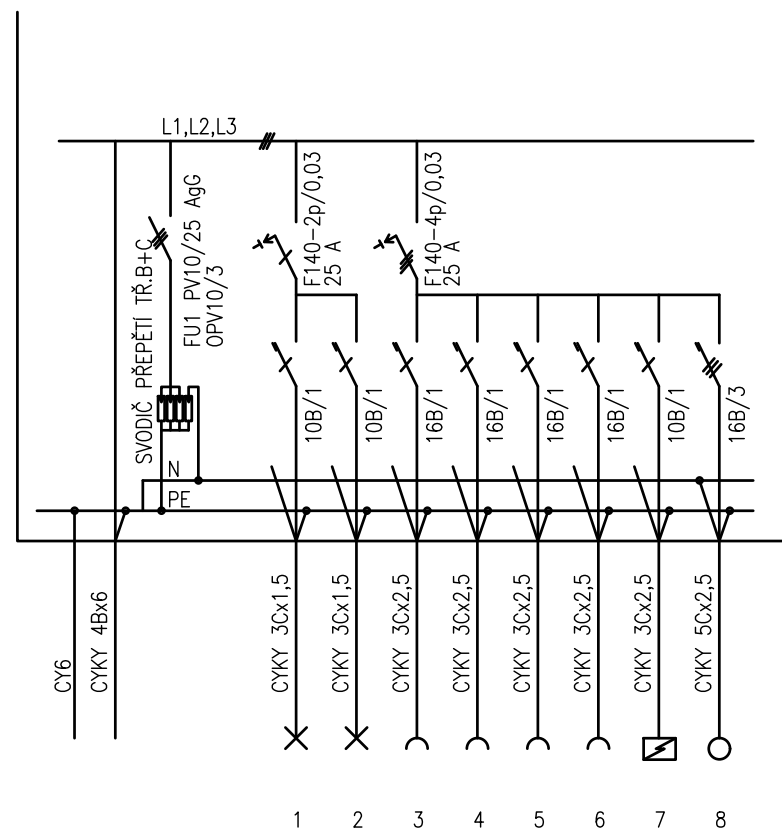 L1,L2,L3
SVODIČ PŘEPĚTÍ TŘ.B+C
FU1 PV10/25 AgG
OPV10/3
F140-2p/0,03
25 A
F140-4p/0,03
25 A
10B/1
10B/1
16B/1
16B/1
16B/1
16B/1
10B/1
16B/3
N
PE
CY6
CYKY 4Bx6
CYKY 3Cx1,5
CYKY 3Cx1,5
CYKY 3Cx2,5
CYKY 3Cx2,5
CYKY 3Cx2,5
CYKY 3Cx2,5
CYKY 3Cx2,5
CYKY 5Cx2,5
1 2 3 4 5 6 7 8